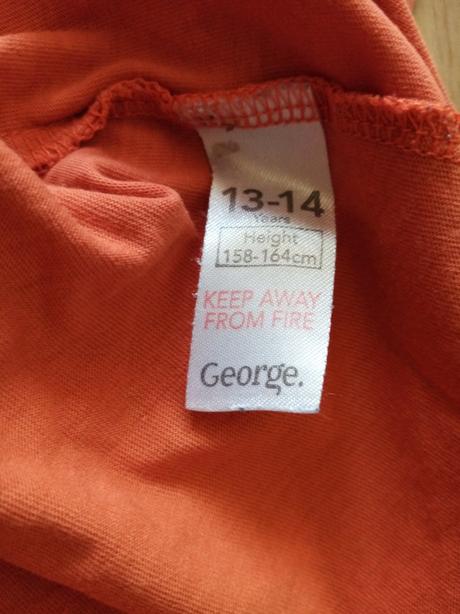 13-14
Years
Height
158-164cm
KEEP AWAY
FROM FIRE
George.